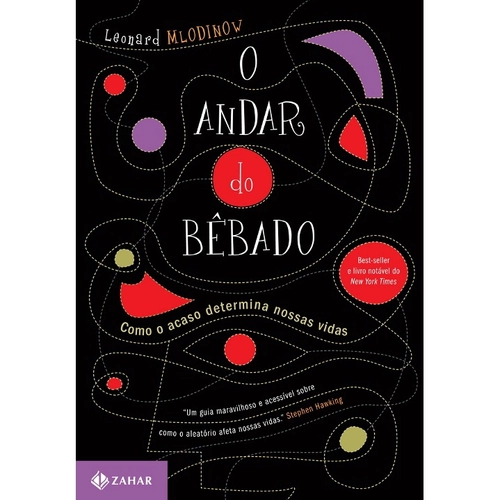 Leonard MLODINOW
O
ANDAR
do
BÊBADO
Best-seller
e livro notável do
New York Times
Como o acaso determina nossas vidas
"Um guia maravilhoso e acessível sobre
como o aleatório afeta nossas vidas." Stephen Hawking
ZAHAR